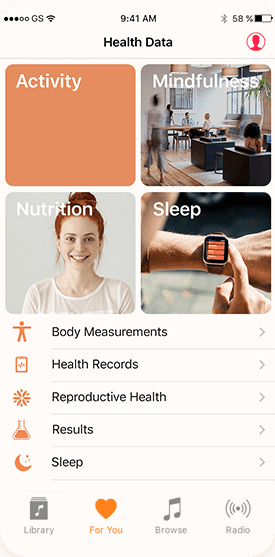 GS 9:41 AM 58 %
Health Data
Activity Mindfulness
Nutrition Sleep
Body Measurements
Health Records
Reproductive Health
Results
Sleep
Library For You Browse Radio